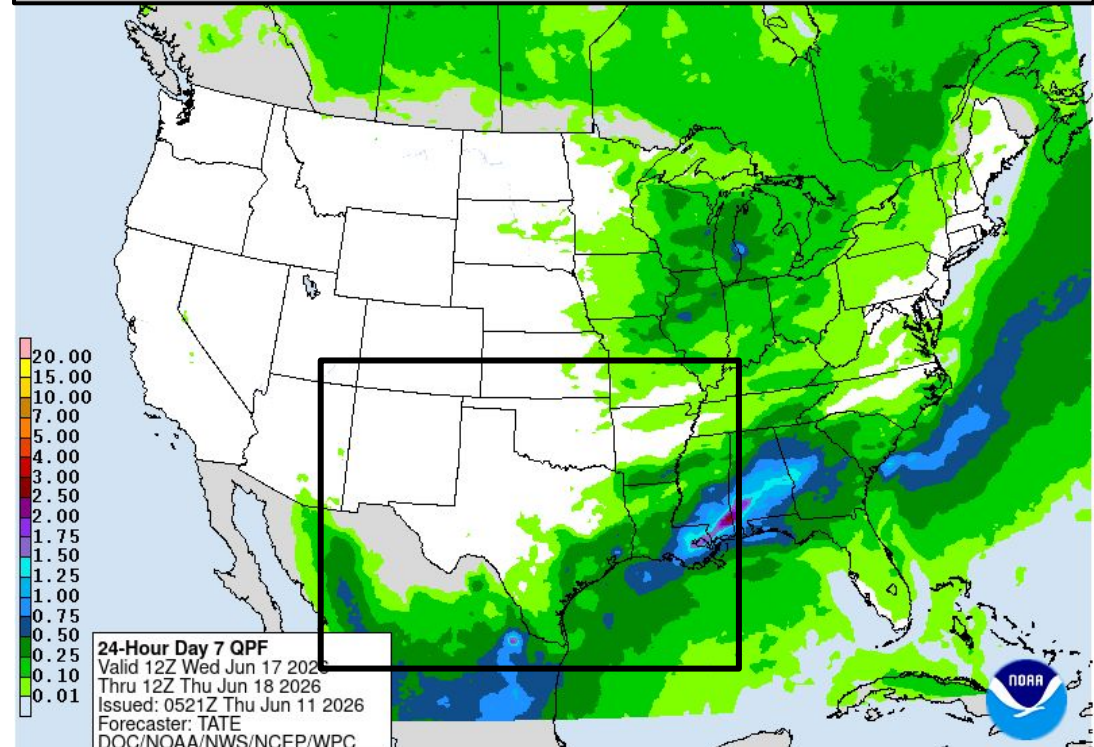 20.00
15.00
10.00
7.00
5.00
4.00
3.00
2.50
2.00
1.75
1.50
1.25
1.00
0.75
0.50
0.25
0.10
0.01
24-Hour Day 7 QPF
Valid 12Z Wed Jun 17 2026
Thru 12Z Thu Jun 18 2026
Issued: 0521Z Thu Jun 11 2026
Forecaster: TATE
DOC/NOAA/NWS/NCEP/WPC
NOAA